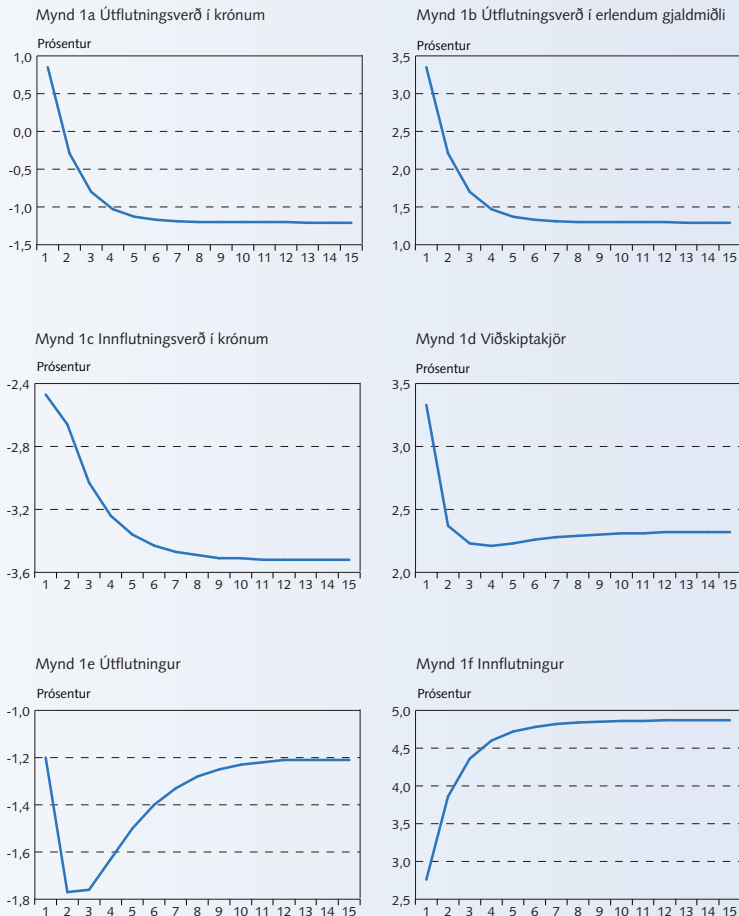 Mynd 1a Útflutningsverð í krónum
Prósentur
1,0
0,5
0,0
-0,5
-1,0
-1,5
1 2 3 4 5 6 7 8 9 10 11 12 13 14 15
Mynd 1b Útflutningsverð í erlendum gjaldmiðli
Prósentur
3,5
3,0
2,5
2,0
1,5
1,0
1 2 3 4 5 6 7 8 9 10 11 12 13 14 15
Mynd 1c Innflutningsverð í krónum
Prósentur
-2,4
-2,8
-3,2
-3,6
1 2 3 4 5 6 7 8 9 10 11 12 13 14 15
Mynd 1d Viðskiptakjör
Prósentur
3,5
3,0
2,5
2,0
1 2 3 4 5 6 7 8 9 10 11 12 13 14 15
Mynd 1e Útflutningur
Prósentur
-1,0
-1,2
-1,4
-1,6
-1,8
1 2 3 4 5 6 7 8 9 10 11 12 13 14 15
Mynd 1f Innflutningur
Prósentur
5,0
4,5
4,0
3,5
3,0
2,5
1 2 3 4 5 6 7 8 9 10 11 12 13 14 15